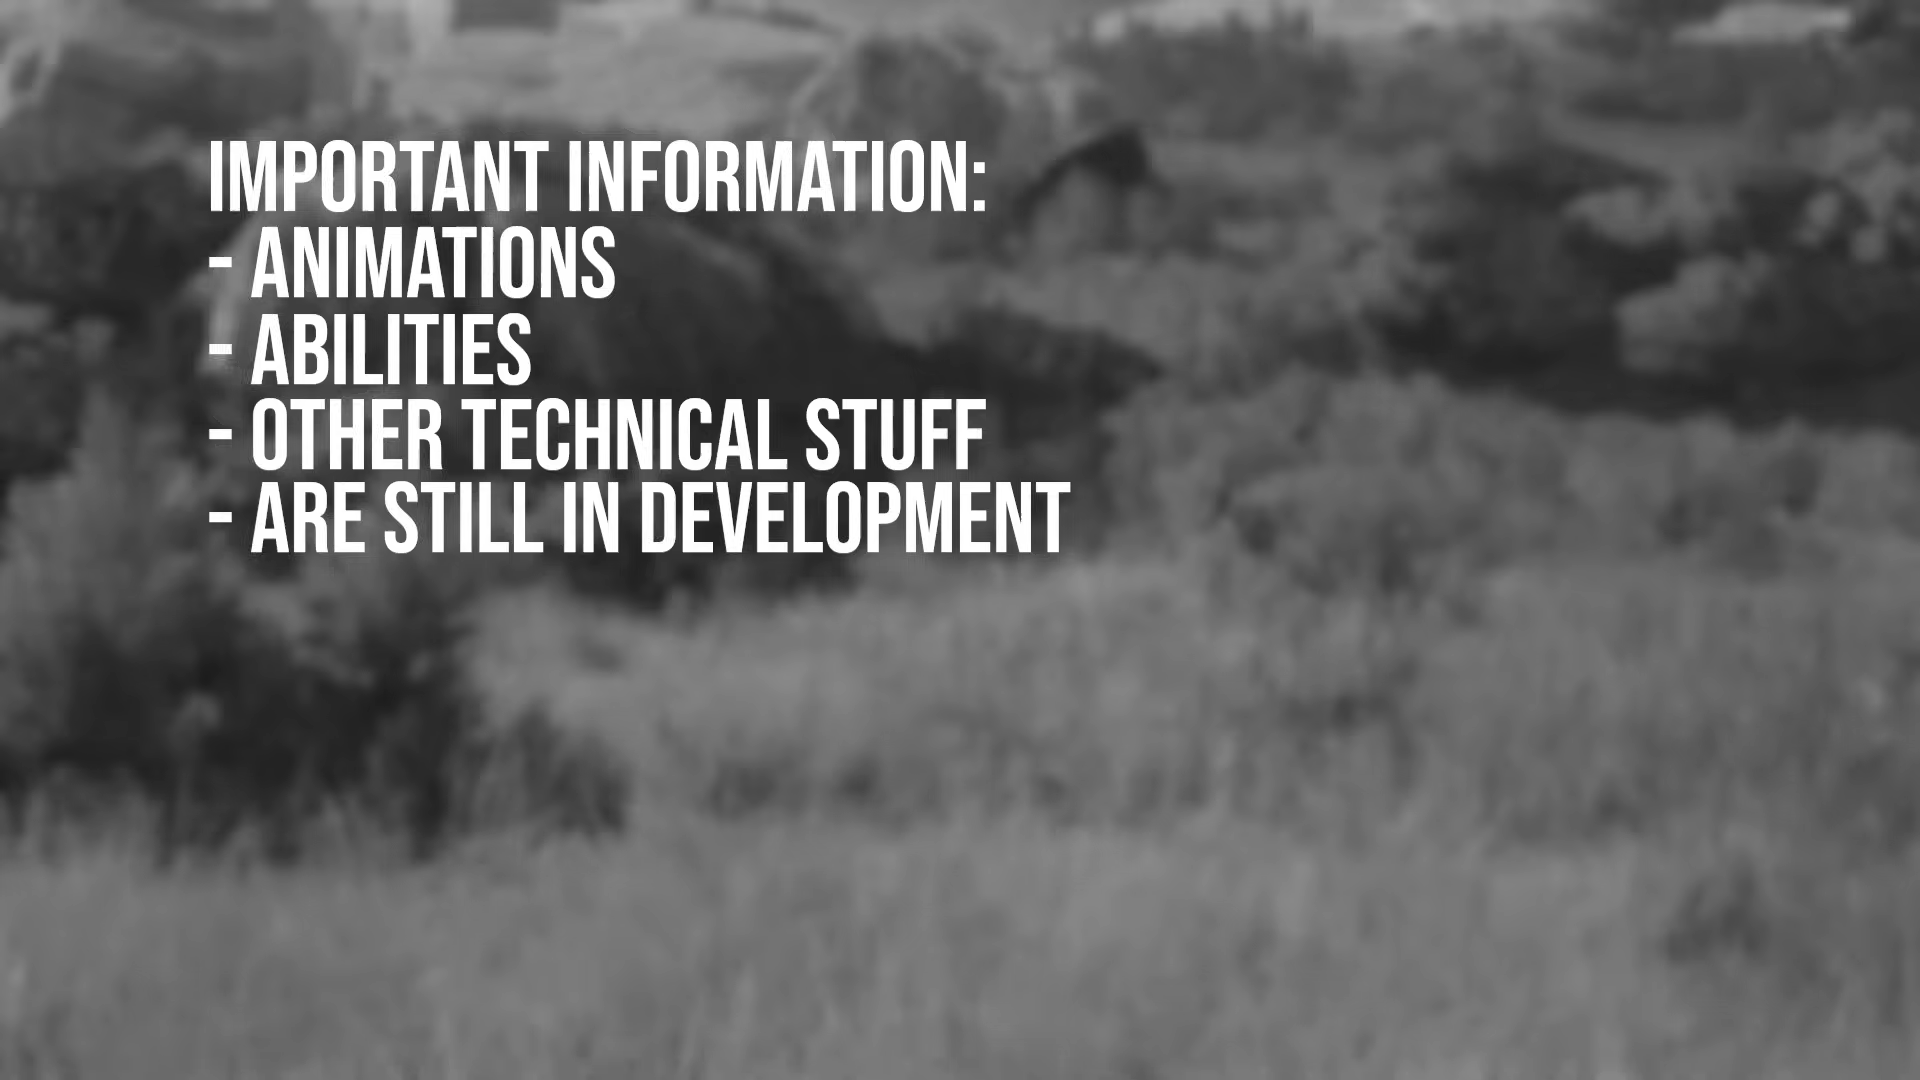 IMPORTANT INFORMATION:
- ANIMATIONS
- ABILITIES
- OTHER TECHNICAL STUFF
- ARE STILL IN DEVELOPMENT